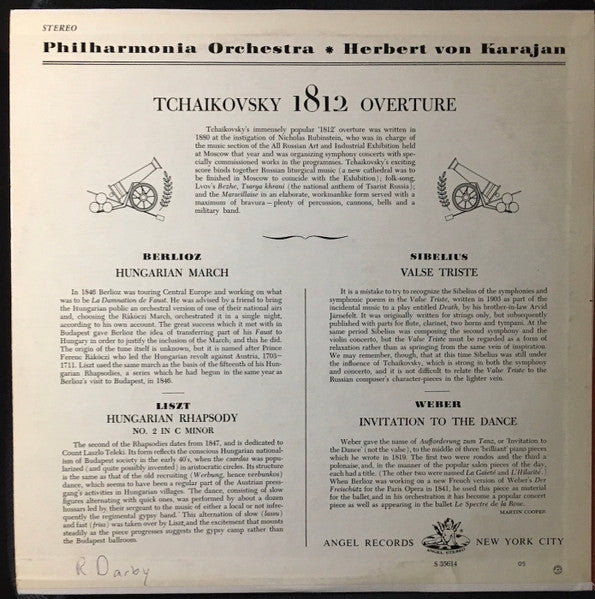 STEREO
Philharmonia Orchestra * Herbert von Karajan
TCHAIKOVSKY 1812 OVERTURE
Tchaikovsky's immensely popular '1812' overture was written in
1880 at the instigation of Nicholas Rubinstein, who was in charge of
the music section of the All Russian Art and Industrial Exhibition held
at Moscow that year and was organizing symphony concerts with spe-
cially commissioned works in the programmes. Tchaikovsky's exciting
score binds together Russian liturgical music (a new cathedral was to
be finished in Moscow to coincide with the Exhibition); folk-song,
Lvov's Bozhe, Tsarya khrani (the national anthem of Tsarist Russia);
and the Marseillaise in an elaborate, workmanlike form served with a
maximum of bravura—plenty of percussion, cannons, bells and a
military band.
BERLIOZ
HUNGARIAN MARCH
In 1846 Berlioz was touring Central Europe and working on what
was to be La Damnation de Faust. He was advised by a friend to bring
the Hungarian public an orchestral version of one of their national airs
and, choosing the Rákóczi March, orchestrated it in a single night,
according to his own account. The great success which it met with in
Budapest gave Berlioz the idea of transferring part of his Faust to
Hungary in order to justify the inclusion of the March; and this he did.
The origin of the tune itself is unknown, but it is named after Prince
Ferenc Rakóczi who led the Hungarian revolt against Austria, 1703-
1711. Liszt used the same march as the basis of the fifteenth of his Hun-
garian Rhapsodies, a series which he had begun in the same year as
Berlioz's visit to Budapest, in 1846.
LISZT
HUNGARIAN RHAPSODY
NO. 2 IN C MINOR
The second of the Rhapsodies dates from 1847, and is dedicated to
Count Laszlo Teleki. Its form reflects the conscious Hungarian national-
ism of Budapest society in the early 40's, when the csardas was popu-
larized (and quite possibly invented) in aristocratic circles. Its structure
is the same as that of the old recruiting (Werbung, hence verbunkos)
dance, which seems to have been a regular part of the Austrian press-
gang's activities in Hungarian villages. 'The dance, consisting of slow
figures alternating with quick ones, was performed by about a dozen
hussars led by their sergeant to the music of either a local or not infre-
quently the regimental gypsy band.' This alternation of slow (lassu)
and fast (friss) was taken over by Liszt, and the excitement that mounts
steadily as the piece progresses suggests the gypsy camp rather than
the Budapest ballroom.
SIBELIUS
VALSE TRISTE
It is a mistake to try to recognize the Sibelius of the symphonies and
symphonic poems in the Valse Triste, written in 1903 as part of the
incidental music to a play entitled Death, by his brother-in-law Arvid
Jarnefelt. It was originally written for strings only, but subsequently
published with parts for flute, clarinet, two horns and tympani. At the
same period Sibelius was composing the second symphony and the
violin concerto, but the Valse Triste must be regarded as a form of
relaxation rather than as springing from the same vein of inspiration.
We may remember, though, that at this time Sibelius was still under
the influence of Tchaikovsky, which is strong in both the symphony
and concerto, and it is not difficult to relate the Valse Triste to the
Russian composer's character-pieces in the lighter vein.
WEBER
INVITATION TO THE DANCE
Weber gave the name of Aufforderung zum Tanz, or 'Invitation to
the Dance' (not the valse), to the middle of three 'brilliant' piano pieces
which he wrote in 1819. The first two were rondos and the third a
polonaise, and, in the manner of the popular salon pieces of the day,
each had a title. (The other two were named La Gaieté and L'Hilarité.)
When Berlioz was working on a new French version of Weber's Der
Freischutz for the Paris Opera in 1841, he used this piece as material
for the ballet, and in his orchestration it has become a popular concert
piece as well as appearing in the ballet Le Spectre de la Rose.
MARTIN COOPER
ANGEL RECORDS
ANGEL STEREO
NEW YORK CITY
S 35614
05
R Darby